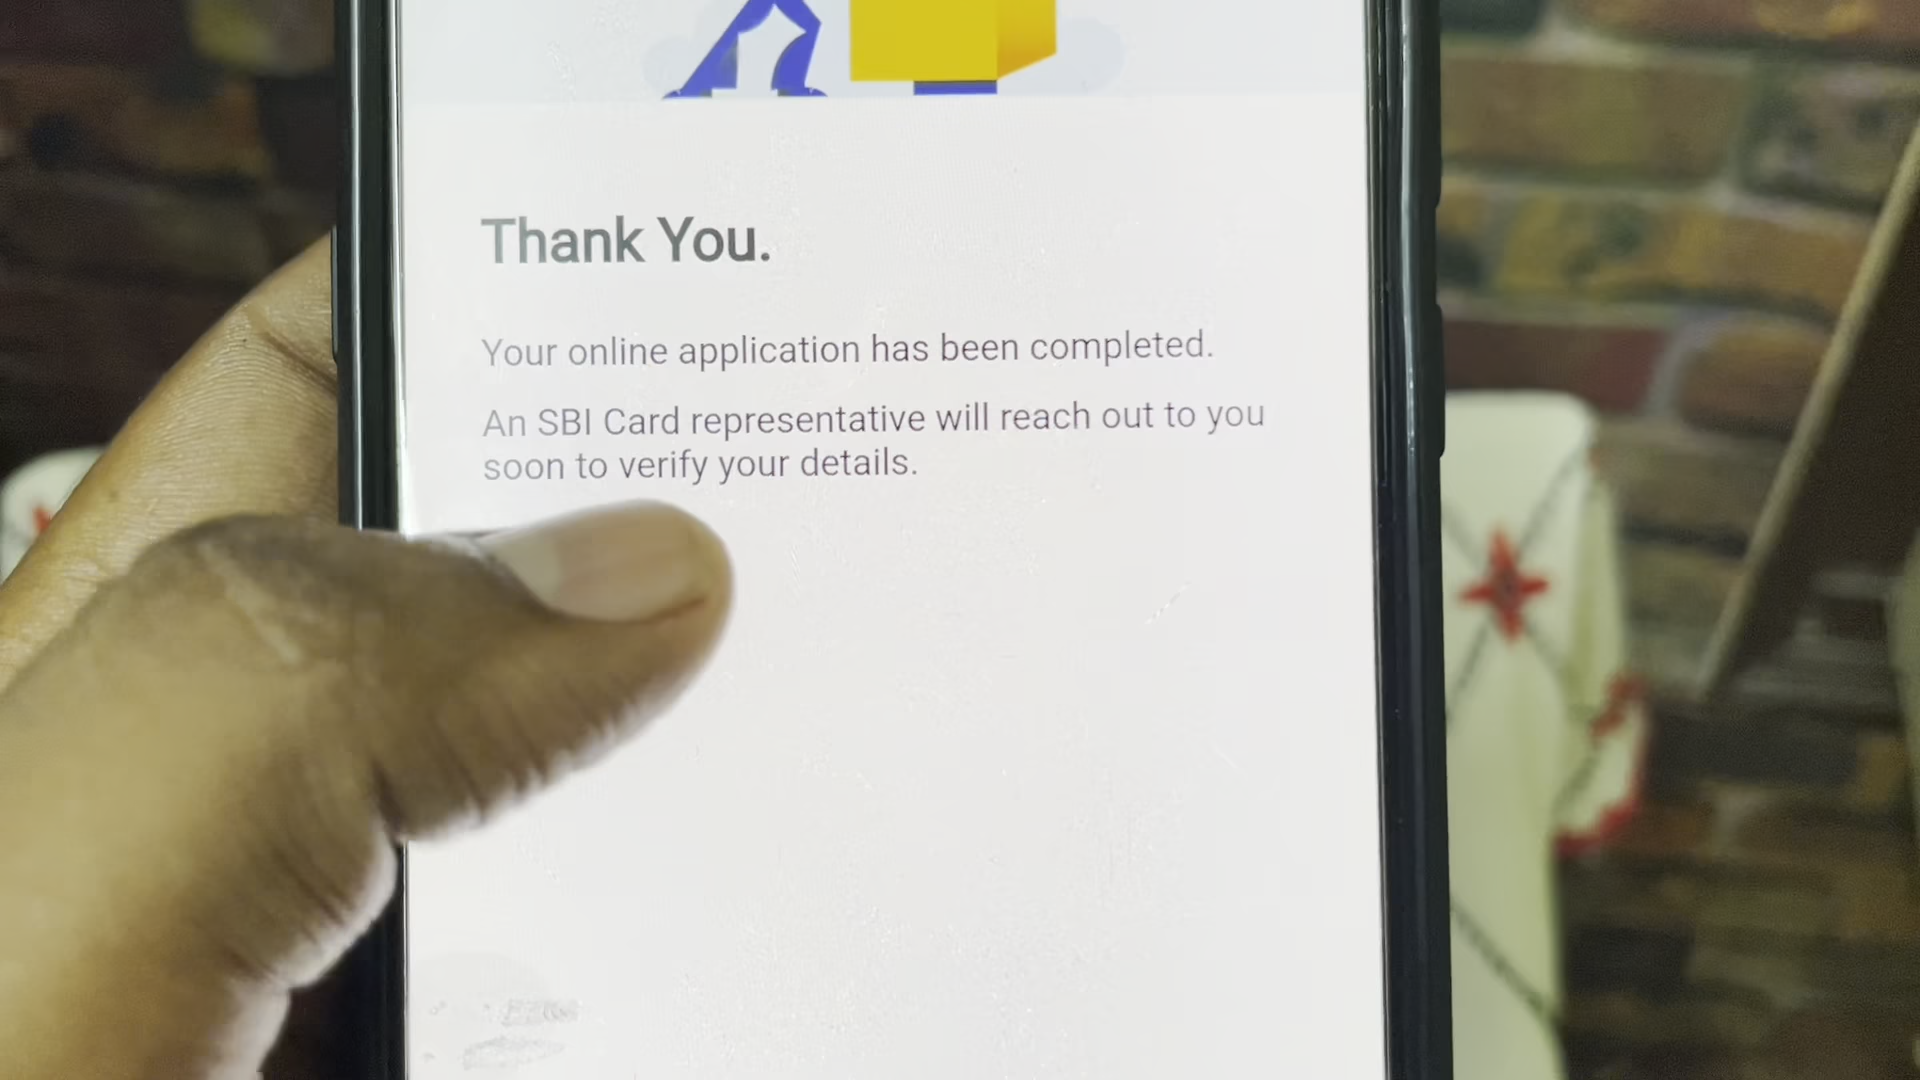 Thank You.
Your online application has been completed.
An SBI Card representative will reach out to you
soon to verify your details.